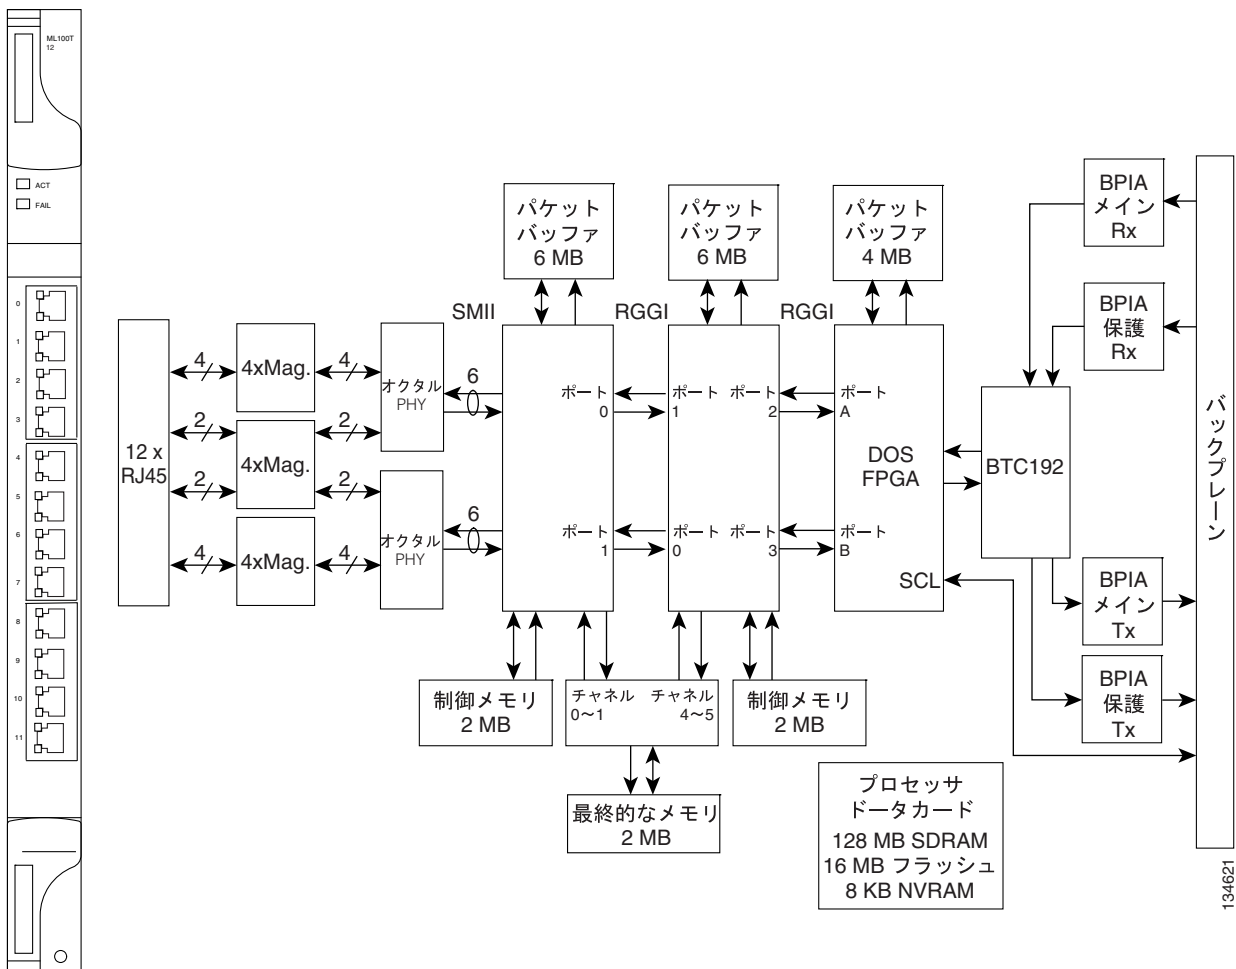 ML100T
12
ACT
FAIL
0
1
2
3
4
5
6
7
8
9
10
11
12 x
RJ45
4
4xMag.
4
2
2
4xMag.
2
2
4
4xMag.
4
オクタル
PHY
オクタル
PHY
6
6
SMII
パケット
バッファ
6 MB
RGGI
パケット
バッファ
6 MB
RGGI
パケット
バッファ
4 MB
ポート
0
ポート
1
ポート
2
ポート
A
DOS
FPGA
ポート
1
ポート
0
ポート
3
ポート
B
SCL
BTC192
BPIA
メイン
Rx
BPIA
保護
Rx
BPIA
メイン
Tx
BPIA
保護
Tx
バックプレーン
制御メモリ
2 MB
チャネル
0～1
チャネル
4～5
制御メモリ
2 MB
最終的なメモリ
2 MB
プロセッサ
ドータカード
128 MB SDRAM
16 MB フラッシュ
8 KB NVRAM
134621